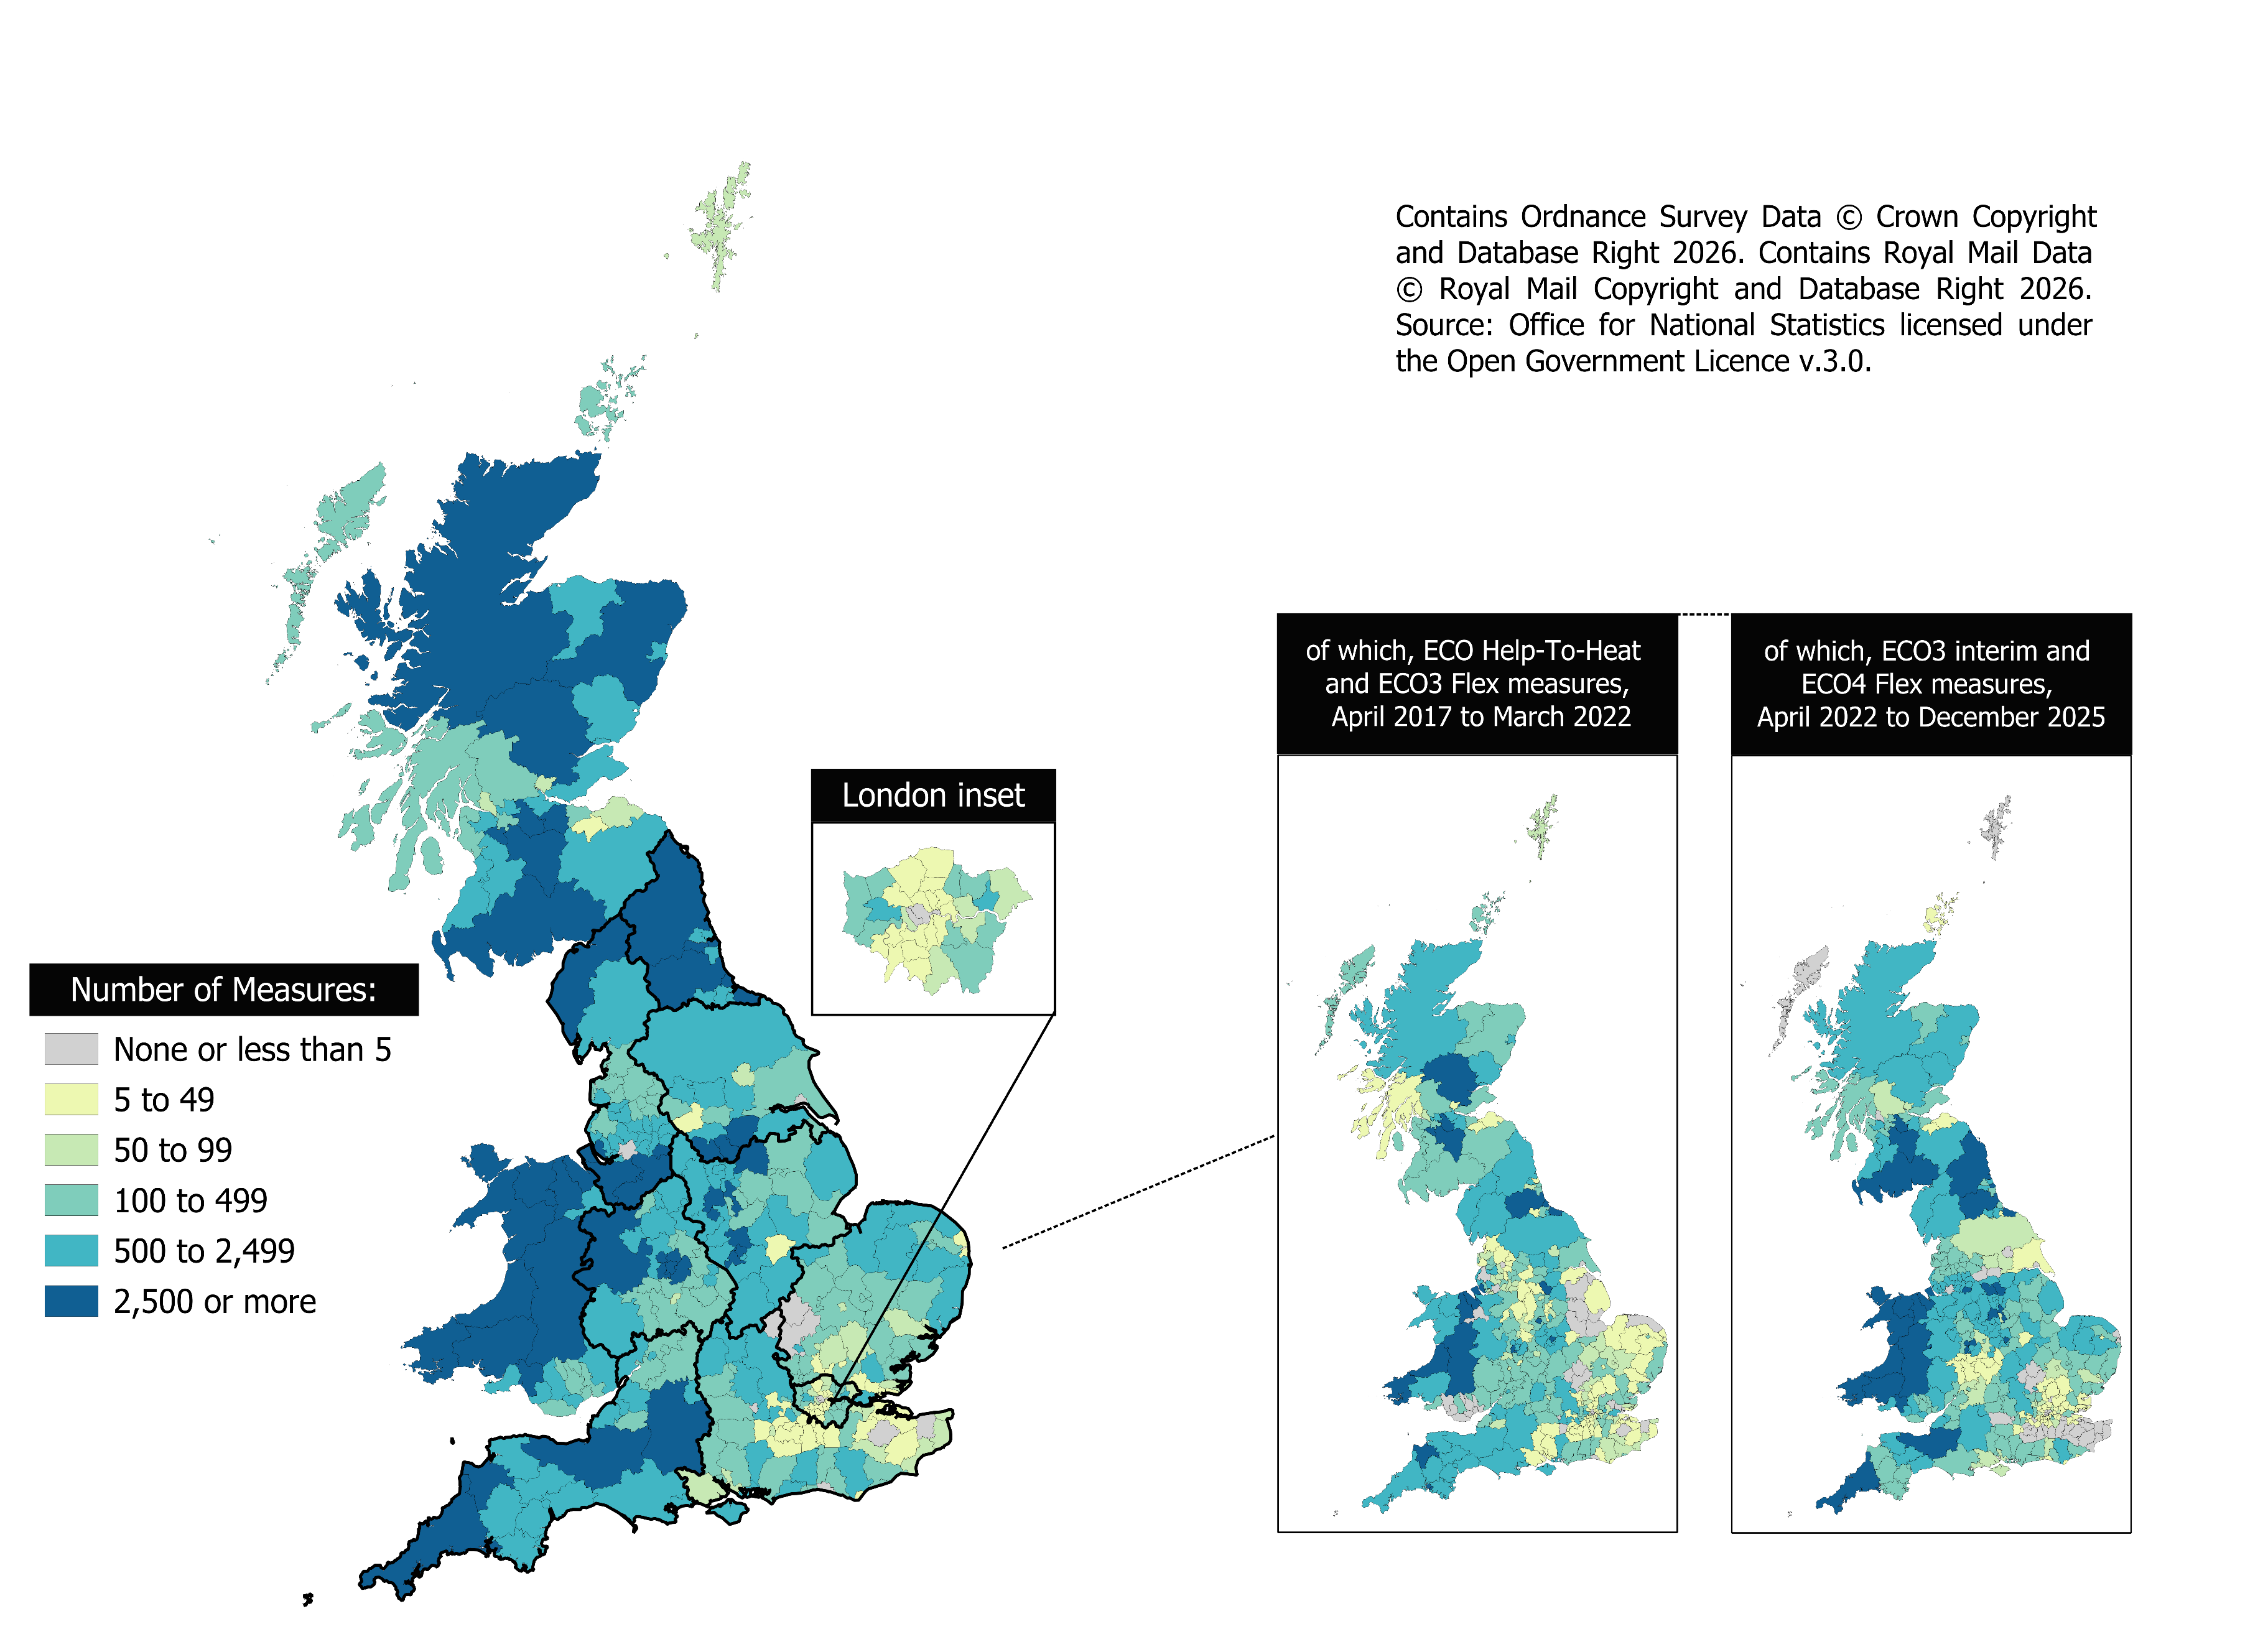 Contains Ordnance Survey Data © Crown Copyright
and Database Right 2026. Contains Royal Mail Data
© Royal Mail Copyright and Database Right 2026.
Source: Office for National Statistics licensed under
the Open Government Licence v.3.0.
of which, ECO Help-To-Heat
and ECO3 Flex measures,
April 2017 to March 2022
of which, ECO3 interim and
ECO4 Flex measures,
April 2022 to December 2025
London inset
Number of Measures:
None or less than 5
5 to 49
50 to 99
100 to 499
500 to 2,499
2,500 or more